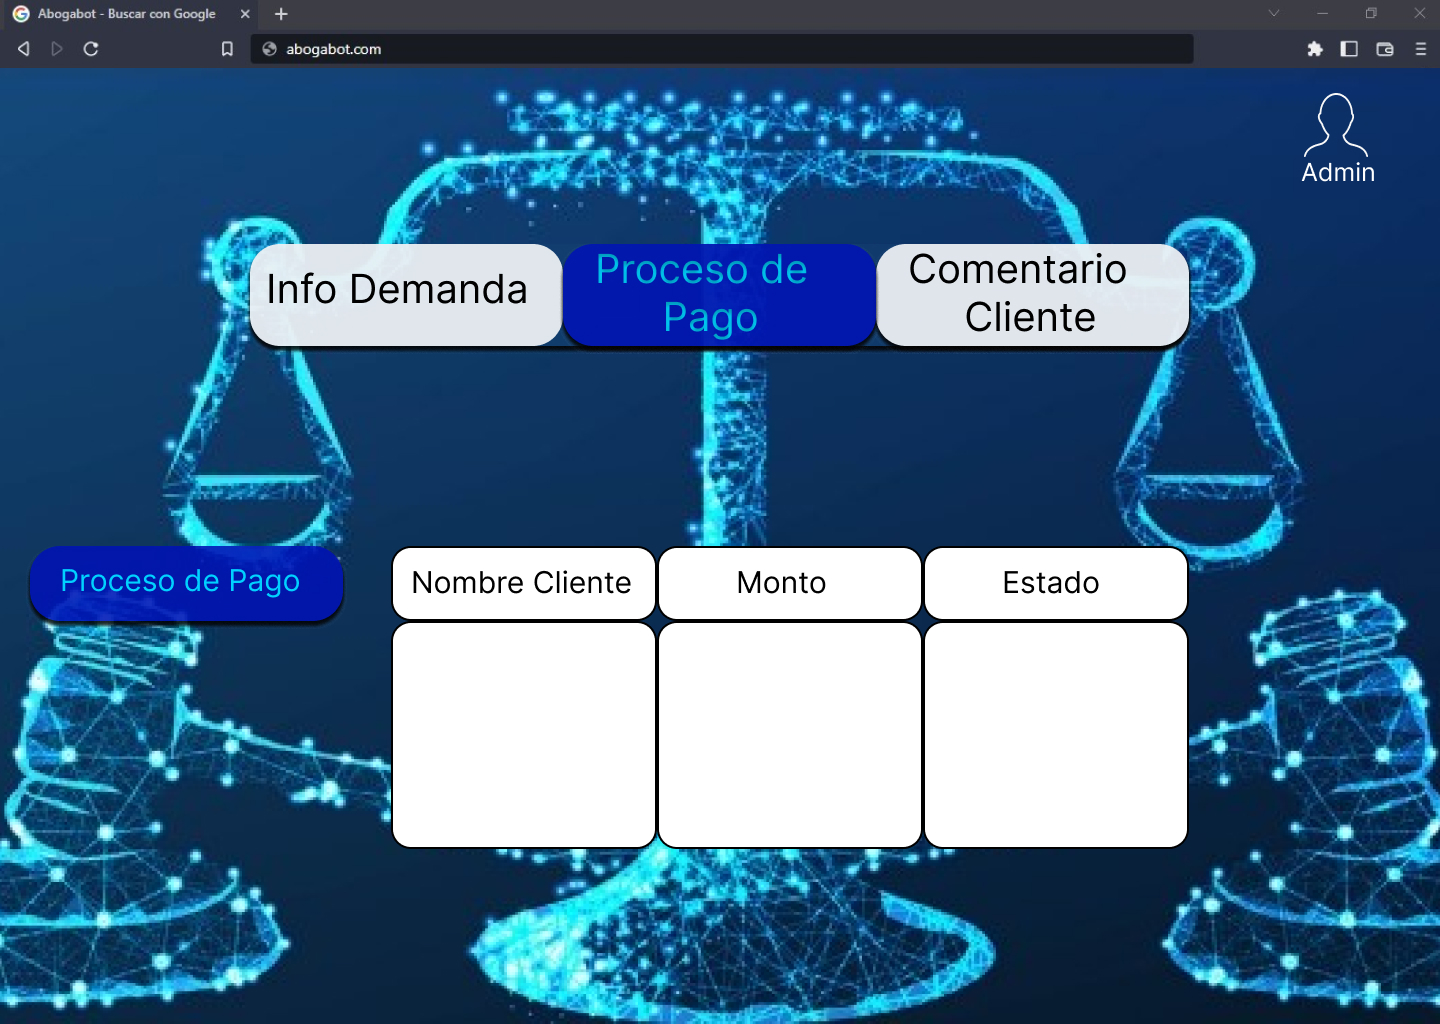 Abogabot - Buscar con Google
abogabot.com
Admin
Info Demanda
Proceso de
Pago
Comentario
Cliente
Proceso de Pago
Nombre Cliente
Monto
Estado